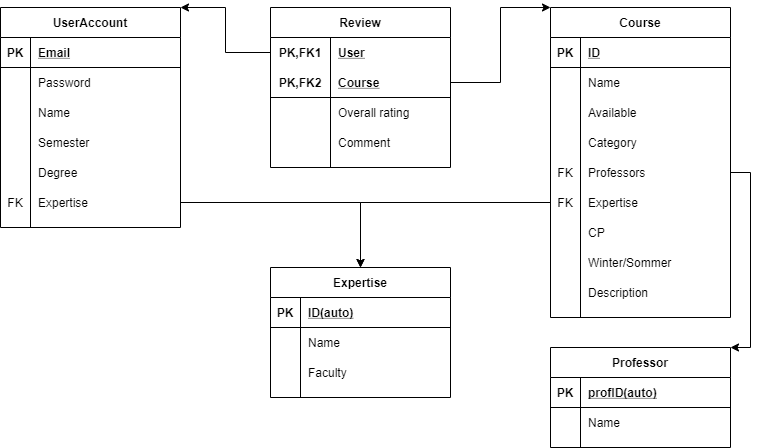 UserAccount
PK Email
Password
Name
Semester
Degree
FK Expertise
Review
PK,FK1 User
PK,FK2 Course
Overall rating
Comment
Course
PK ID
Name
Available
Category
FK Professors
FK Expertise
CP
Winter/Sommer
Description
Expertise
PK ID(auto)
Name
Faculty
Professor
PK profID(auto)
Name